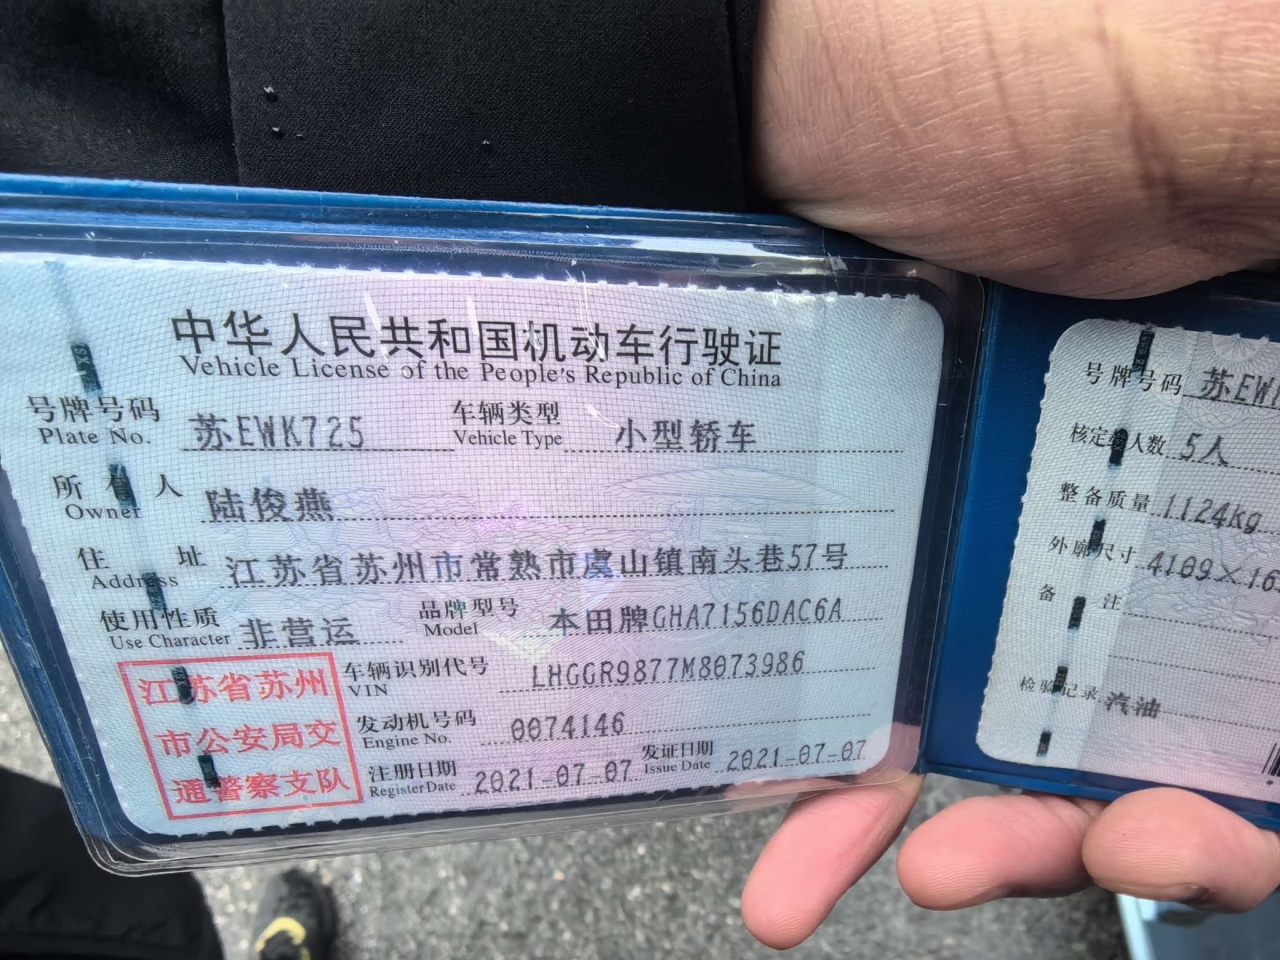 中华人民共和国机动车行驶证
Vehicle License of the People's Republic of China
号牌号码 苏EWK725 车辆类型 小型轿车
Plate No. Vehicle Type
所有人 陆俊燕
Owner
住址 江苏省苏州市常熟市虞山镇南头巷57号
Address
使用性质 非营运 品牌型号 本田牌GHA7156DAC6A
Use Character Model
车辆识别代号 LHGGR9877M8073986
VIN
发动机号码 0074146
Engine No.
注册日期 2021-07-07 发证日期 2021-07-07
Register Date Issue Date
江苏省苏州
市公安局交
通警察支队
号牌号码 苏EW
核定载人数 5人
整备质量 1124kg
外廓尺寸 4109×16
备注
检验记录 汽油